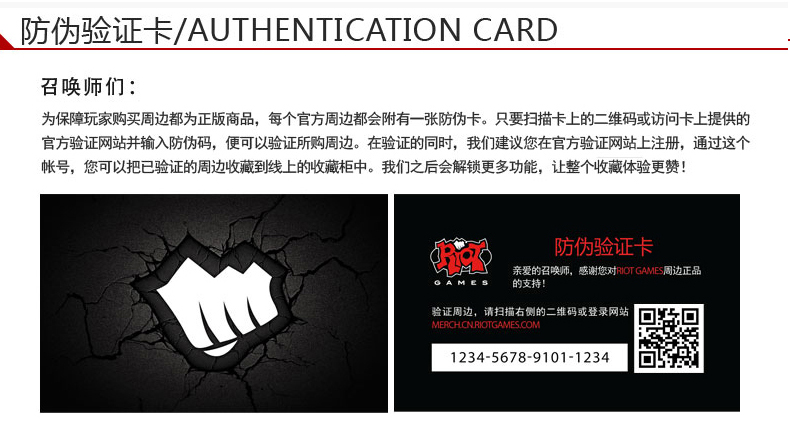 防伪验证卡/AUTHENTICATION CARD
召唤师们：
为保障玩家购买周边都为正版商品，每个官方周边都会附有一张防伪卡。只要扫描卡上的二维码或访问卡上提供的
官方验证网站并输入防伪码，便可以验证所购周边。在验证的同时，我们建议您在官方验证网站上注册，通过这个
帐号，您可以把已验证的周边收藏到线上的收藏柜中。我们之后会解锁更多功能，让整个收藏体验更赞！
RIOT
GAMES
防伪验证卡
亲爱的召唤师，感谢您对RIOT GAMES周边正品
的支持！
验证周边，请扫描右侧的二维码或登录网站
MERCH.CN.RIOTGAMES.COM
1234-5678-9101-1234